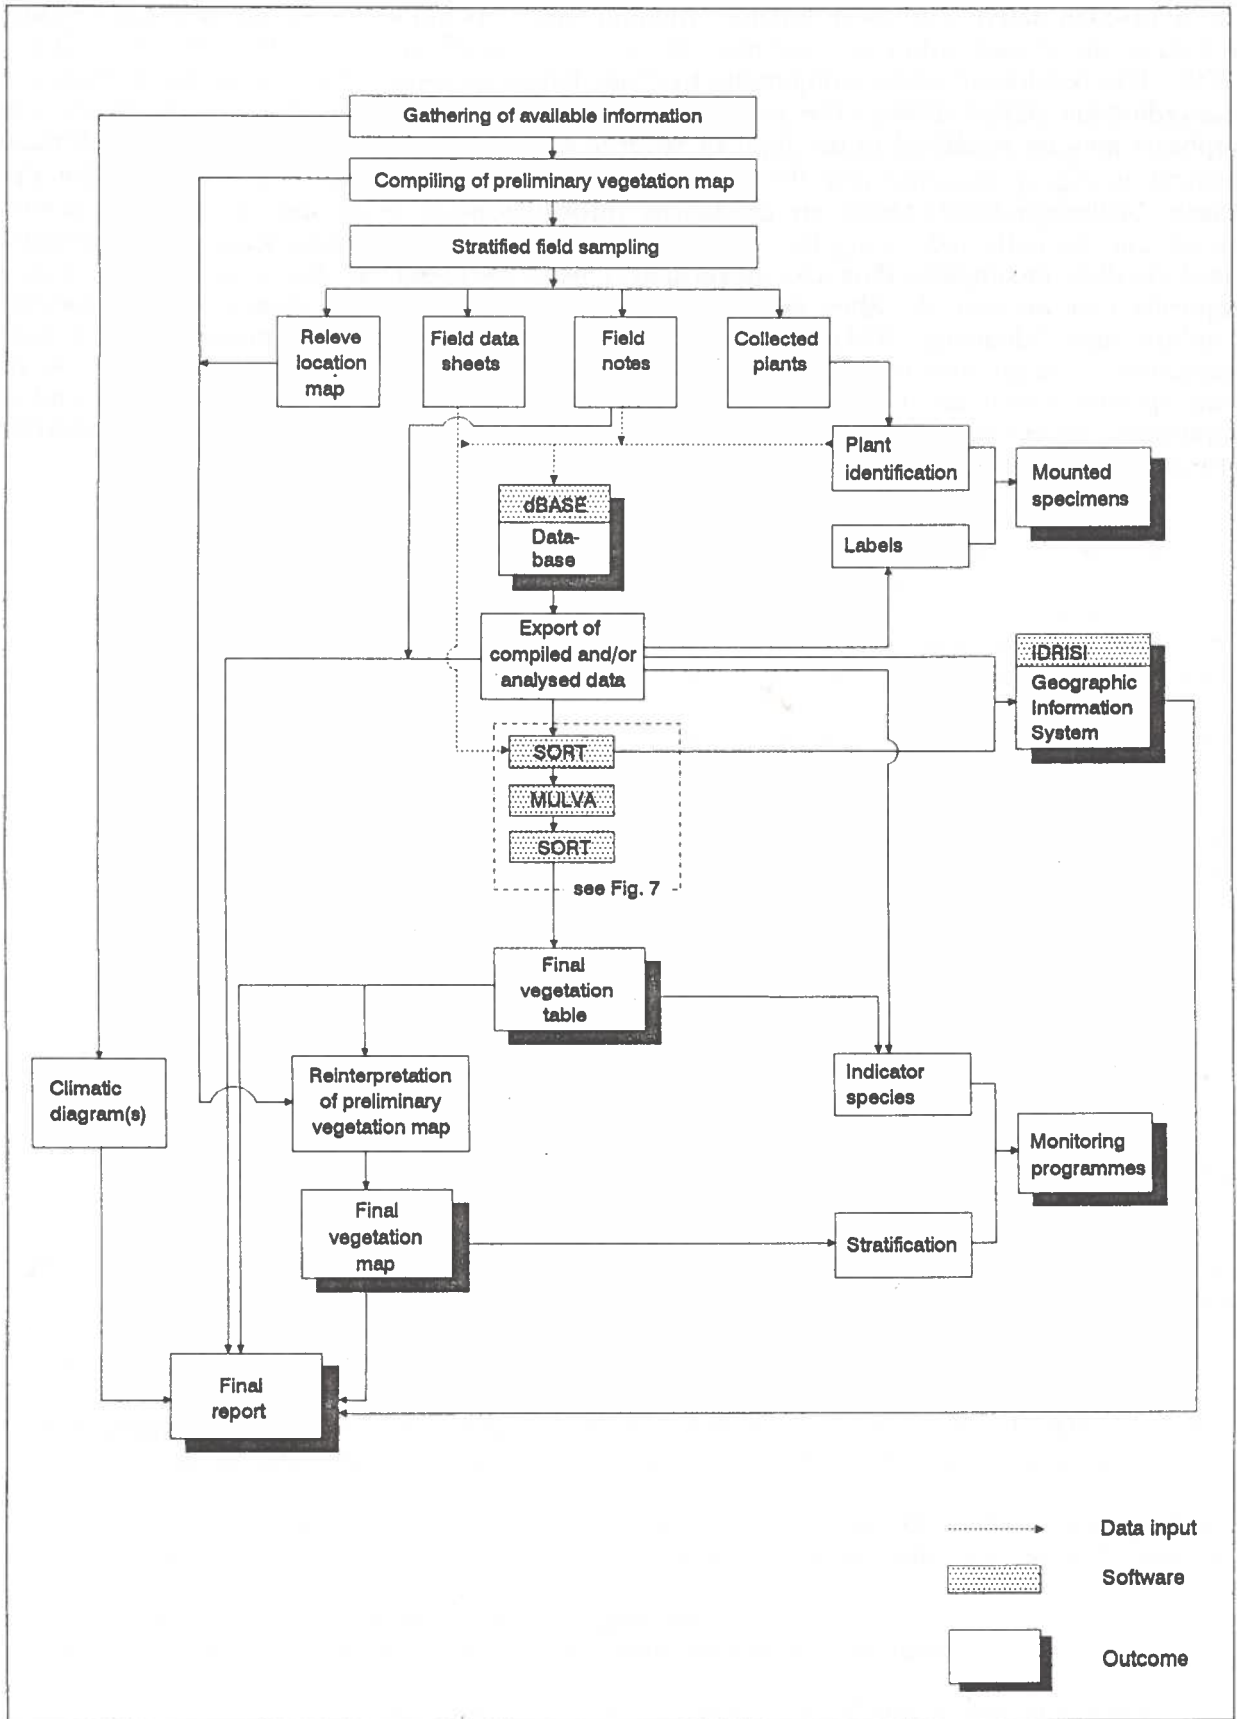 Gathering of available information
Compiling of preliminary vegetation map
Stratified field sampling
Releve
location
map
Field data
sheets
Field
notes
Collected
plants
Plant
identification
Mounted
specimens
dBASE
Data-
base
Labels
Export of
compiled and/or
analysed data
IDRISI
Geographic
Information
System
SORT
MULVA
SORT
see Fig. 7
Final
vegetation
table
Climatic
diagram(s)
Reinterpretation
of preliminary
vegetation map
Indicator
species
Monitoring
programmes
Final
vegetation
map
Stratification
Final
report
Data input
Software
Outcome